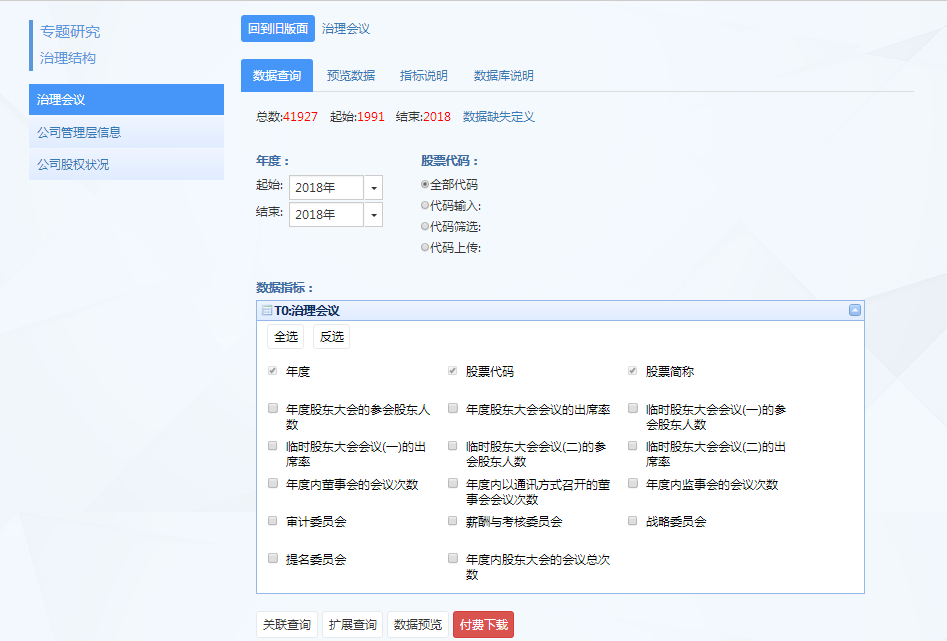 专题研究
治理结构
治理会议
公司管理层信息
公司股权状况
回到旧版面 治理会议
数据查询 预览数据 指标说明 数据库说明
总数:41927 起始:1991 结束:2018 数据缺失定义
年度： 股票代码：
起始: 2018年 全部代码
代码输入:
结束: 2018年
代码筛选:
代码上传:
数据指标：
T0:治理会议
全选 反选
年度 股票代码 股票简称
年度股东大会的参会股东人数 年度股东大会会议的出席率 临时股东大会会议(一)的参会股东人数
临时股东大会会议(一)的出席率 临时股东大会会议(二)的参会股东人数 临时股东大会会议(二)的出席率
年度内董事会的会议次数 年度内以通讯方式召开的董事会会议次数 年度内监事会的会议次数
审计委员会 薪酬与考核委员会 战略委员会
提名委员会 年度内股东大会的会议总次数
关联查询 扩展查询 数据预览 付费下载